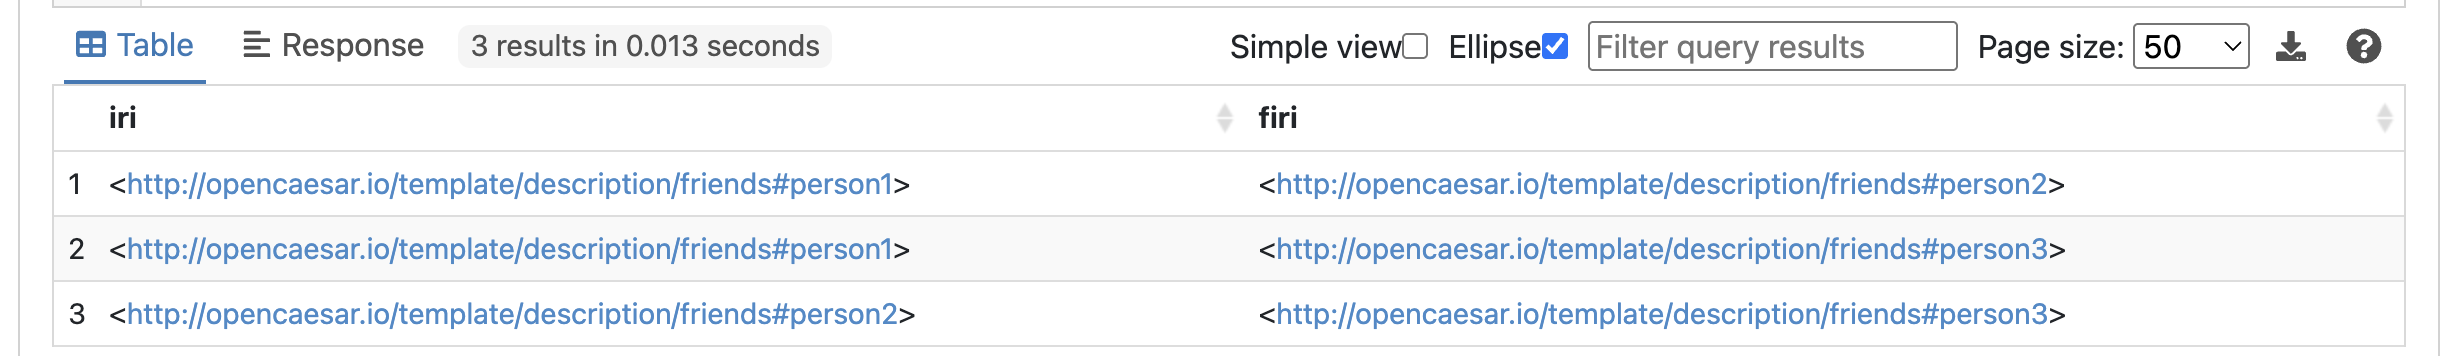 Table Response 3 results in 0.013 seconds Simple view Ellipse Filter query results Page size: 50
iri firi
1 <http://opencaesar.io/template/description/friends#person1> <http://opencaesar.io/template/description/friends#person2>
2 <http://opencaesar.io/template/description/friends#person1> <http://opencaesar.io/template/description/friends#person3>
3 <http://opencaesar.io/template/description/friends#person2> <http://opencaesar.io/template/description/friends#person3>